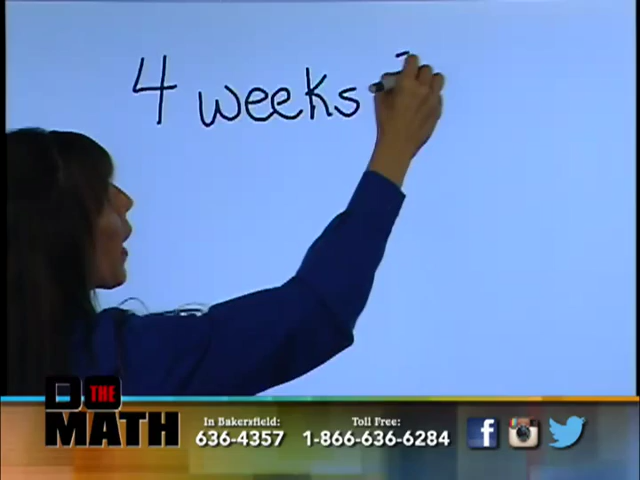 4 weeks
DO THE
MATH
In Bakersfield:
636-4357
Toll Free:
1-866-636-6284